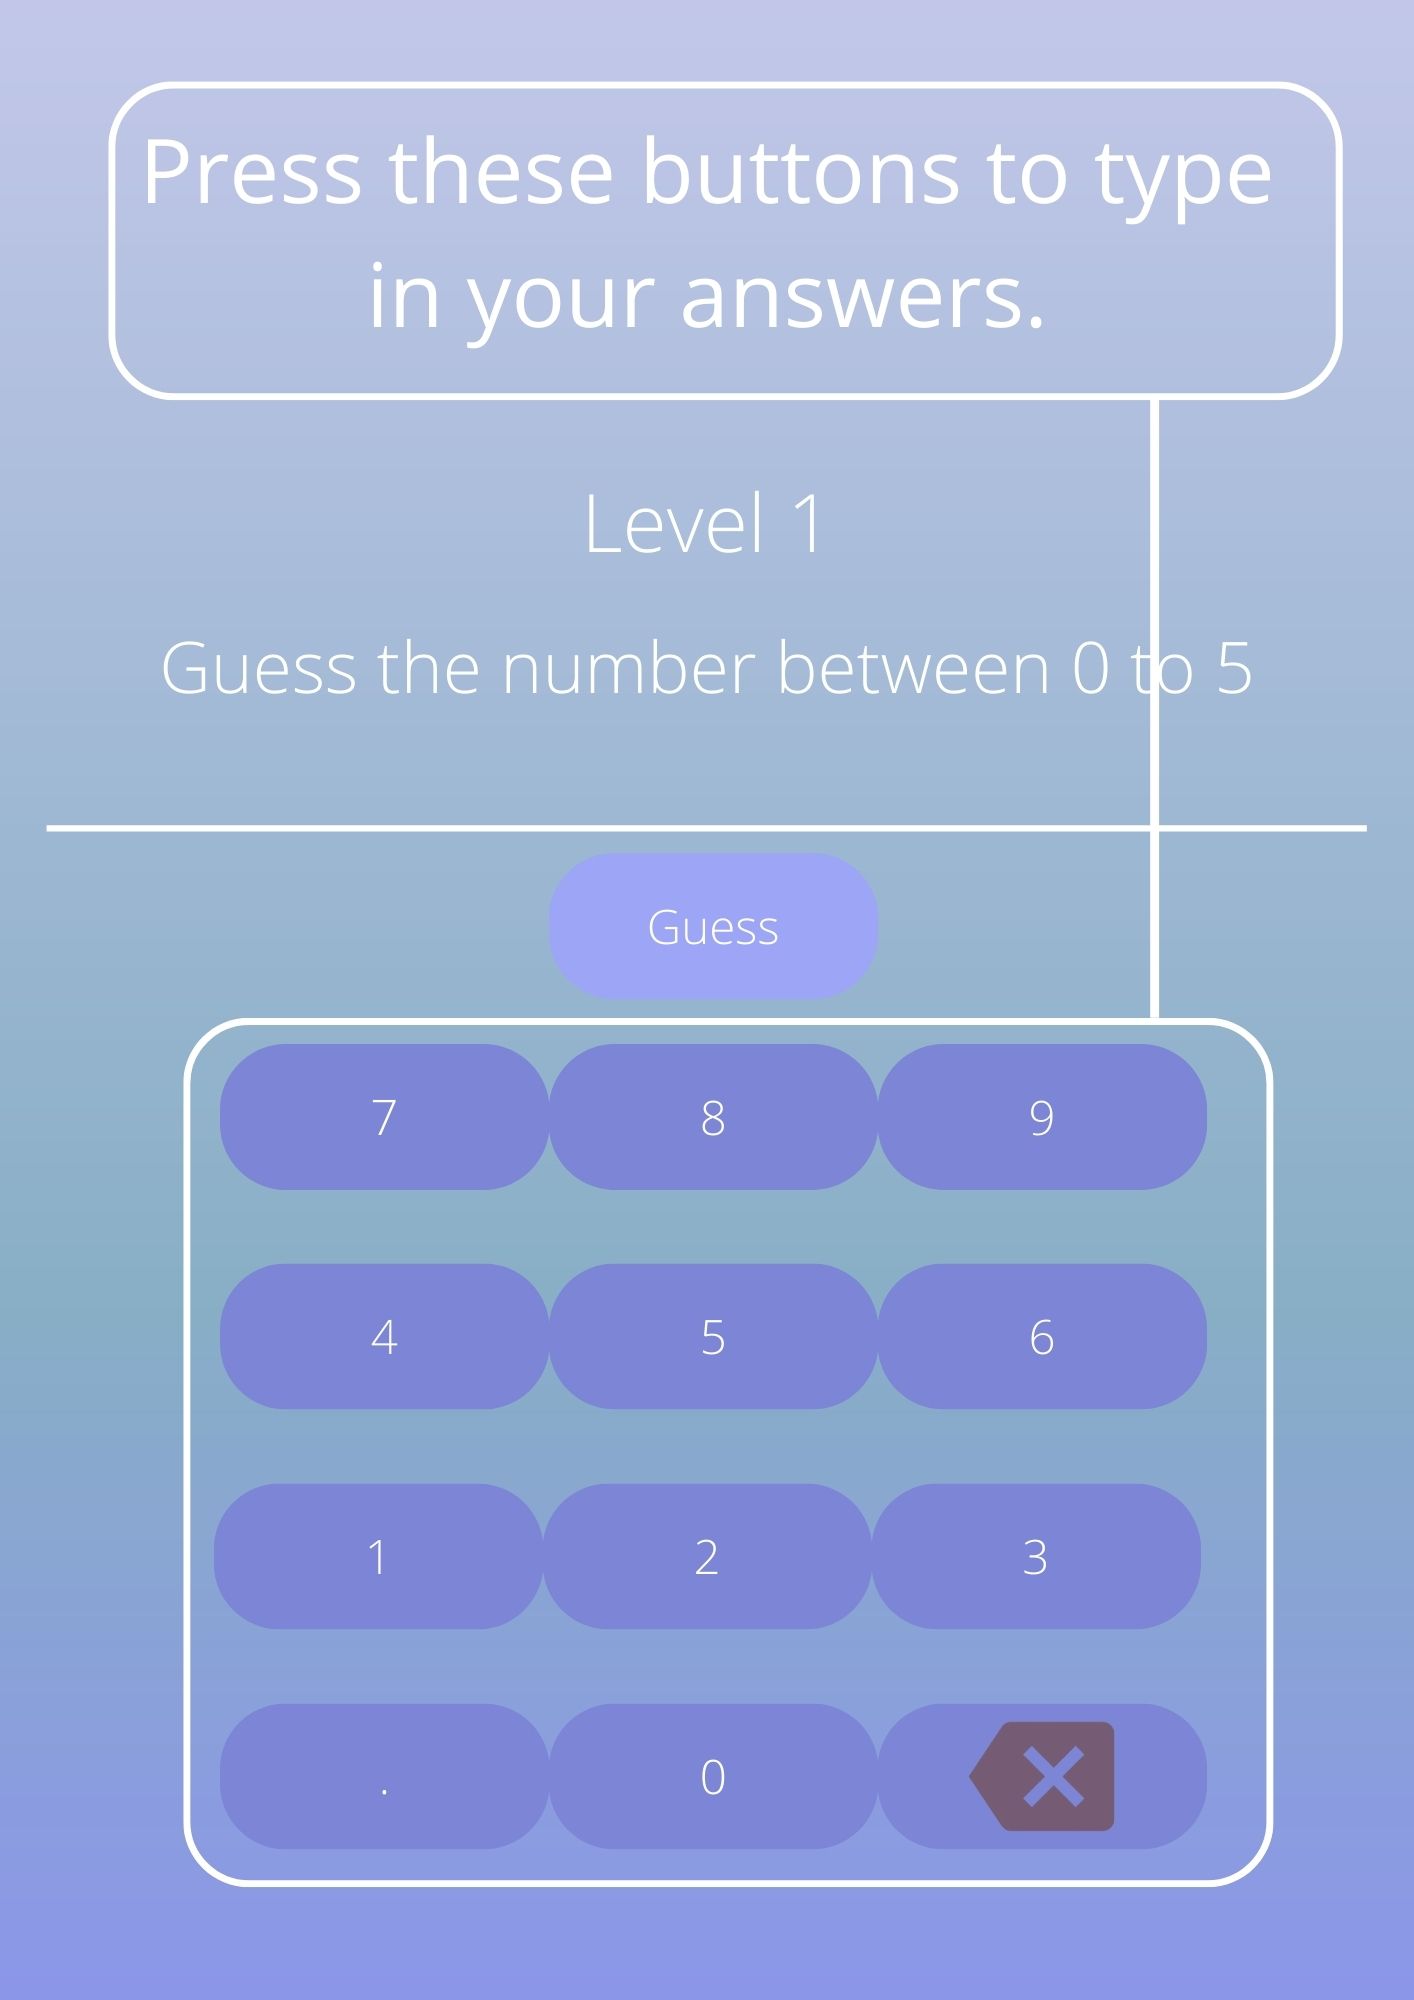 Press these buttons to type
in your answers.
Level 1
Guess the number between 0 to 5
Guess
7 8 9
4 5 6
1 2 3
. 0